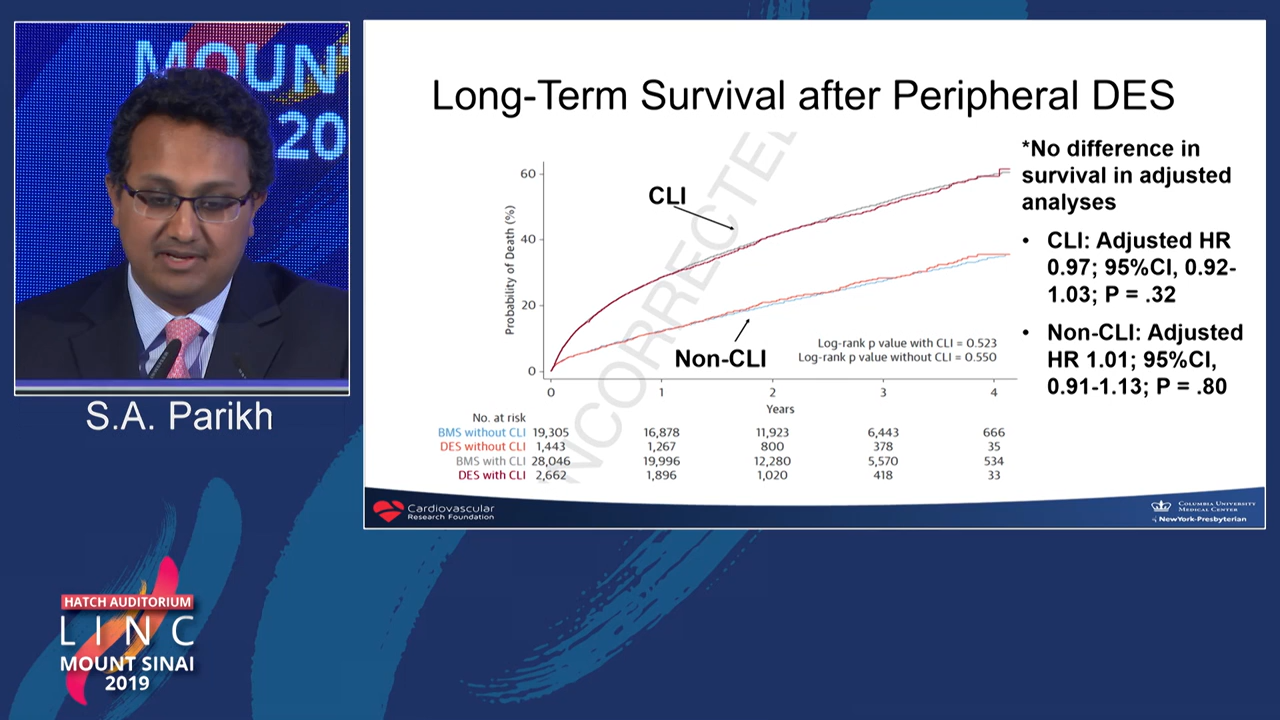 MOUNT
20
S.A. Parikh
HATCH AUDITORIUM
LINC
MOUNT SINAI
2019
Long-Term Survival after Peripheral DES
Probability of Death (%)
60
40
20
0
CLI
Non-CLI
Log-rank p value with CLI = 0.523
Log-rank p value without CLI = 0.550
0 1 2 3 4
Years
No. at risk
BMS without CLI 19,305 16,878 11,923 6,443 666
DES without CLI 1,443 1,267 800 378 35
BMS with CLI 28,046 19,996 12,280 5,570 534
DES with CLI 2,662 1,896 1,020 418 33
NCORRECTE
*No difference in
survival in adjusted
analyses
• CLI: Adjusted HR
0.97; 95%CI, 0.92-
1.03; P = .32
• Non-CLI: Adjusted
HR 1.01; 95%CI,
0.91-1.13; P = .80
Cardiovascular
Research Foundation
COLUMBIA UNIVERSITY
MEDICAL CENTER
NewYork-Presbyterian